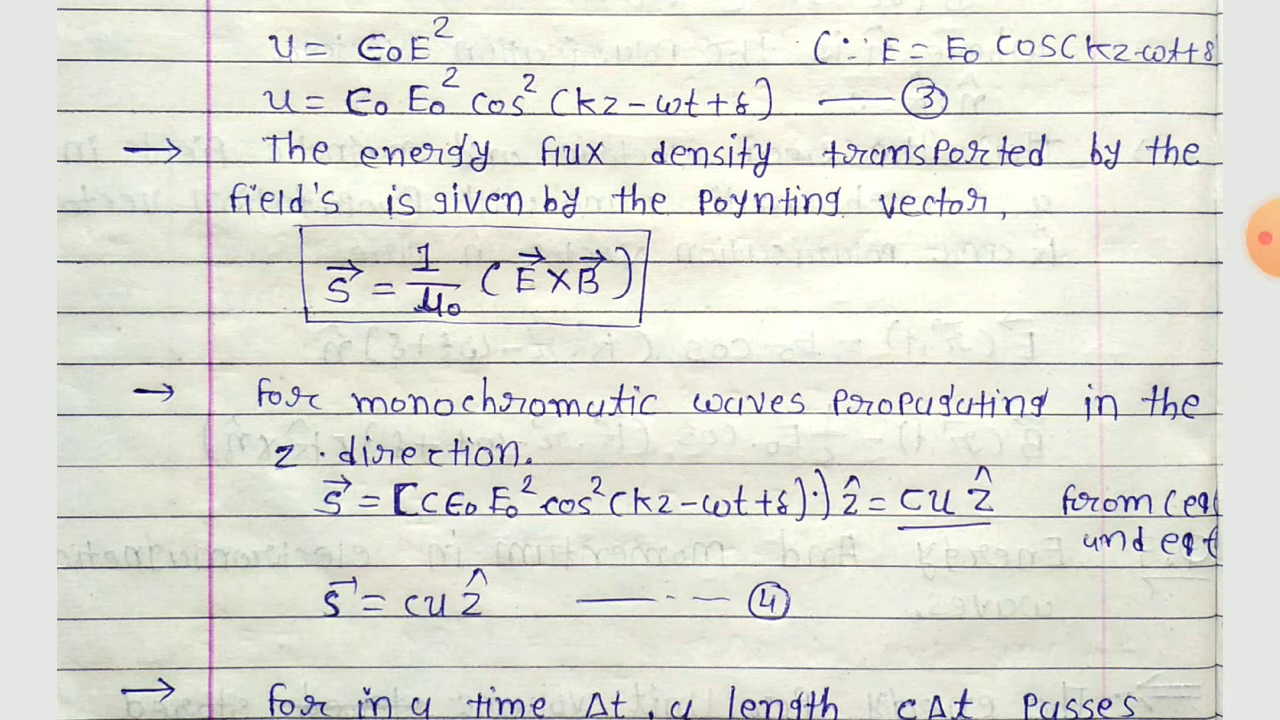 u = ϵ₀E² (∵ E = E₀ cos(kz-ωt+δ
u = ϵ₀ E₀² cos² (kz-ωt+δ) —— ③
→ The energy flux density transported by the
field's is given by the Poynting vector,
S⃗ = 1/μ₀ (E⃗ × B⃗)
→ for monochromatic waves propagating in the
z. direction.
S⃗ = [cϵ₀ E₀² cos² (kz-ωt+δ)·) ẑ = cu ẑ from (eq
and eq
S⃗ = cu ẑ —·— ④
→ for in a time Δt, a length cΔt passes